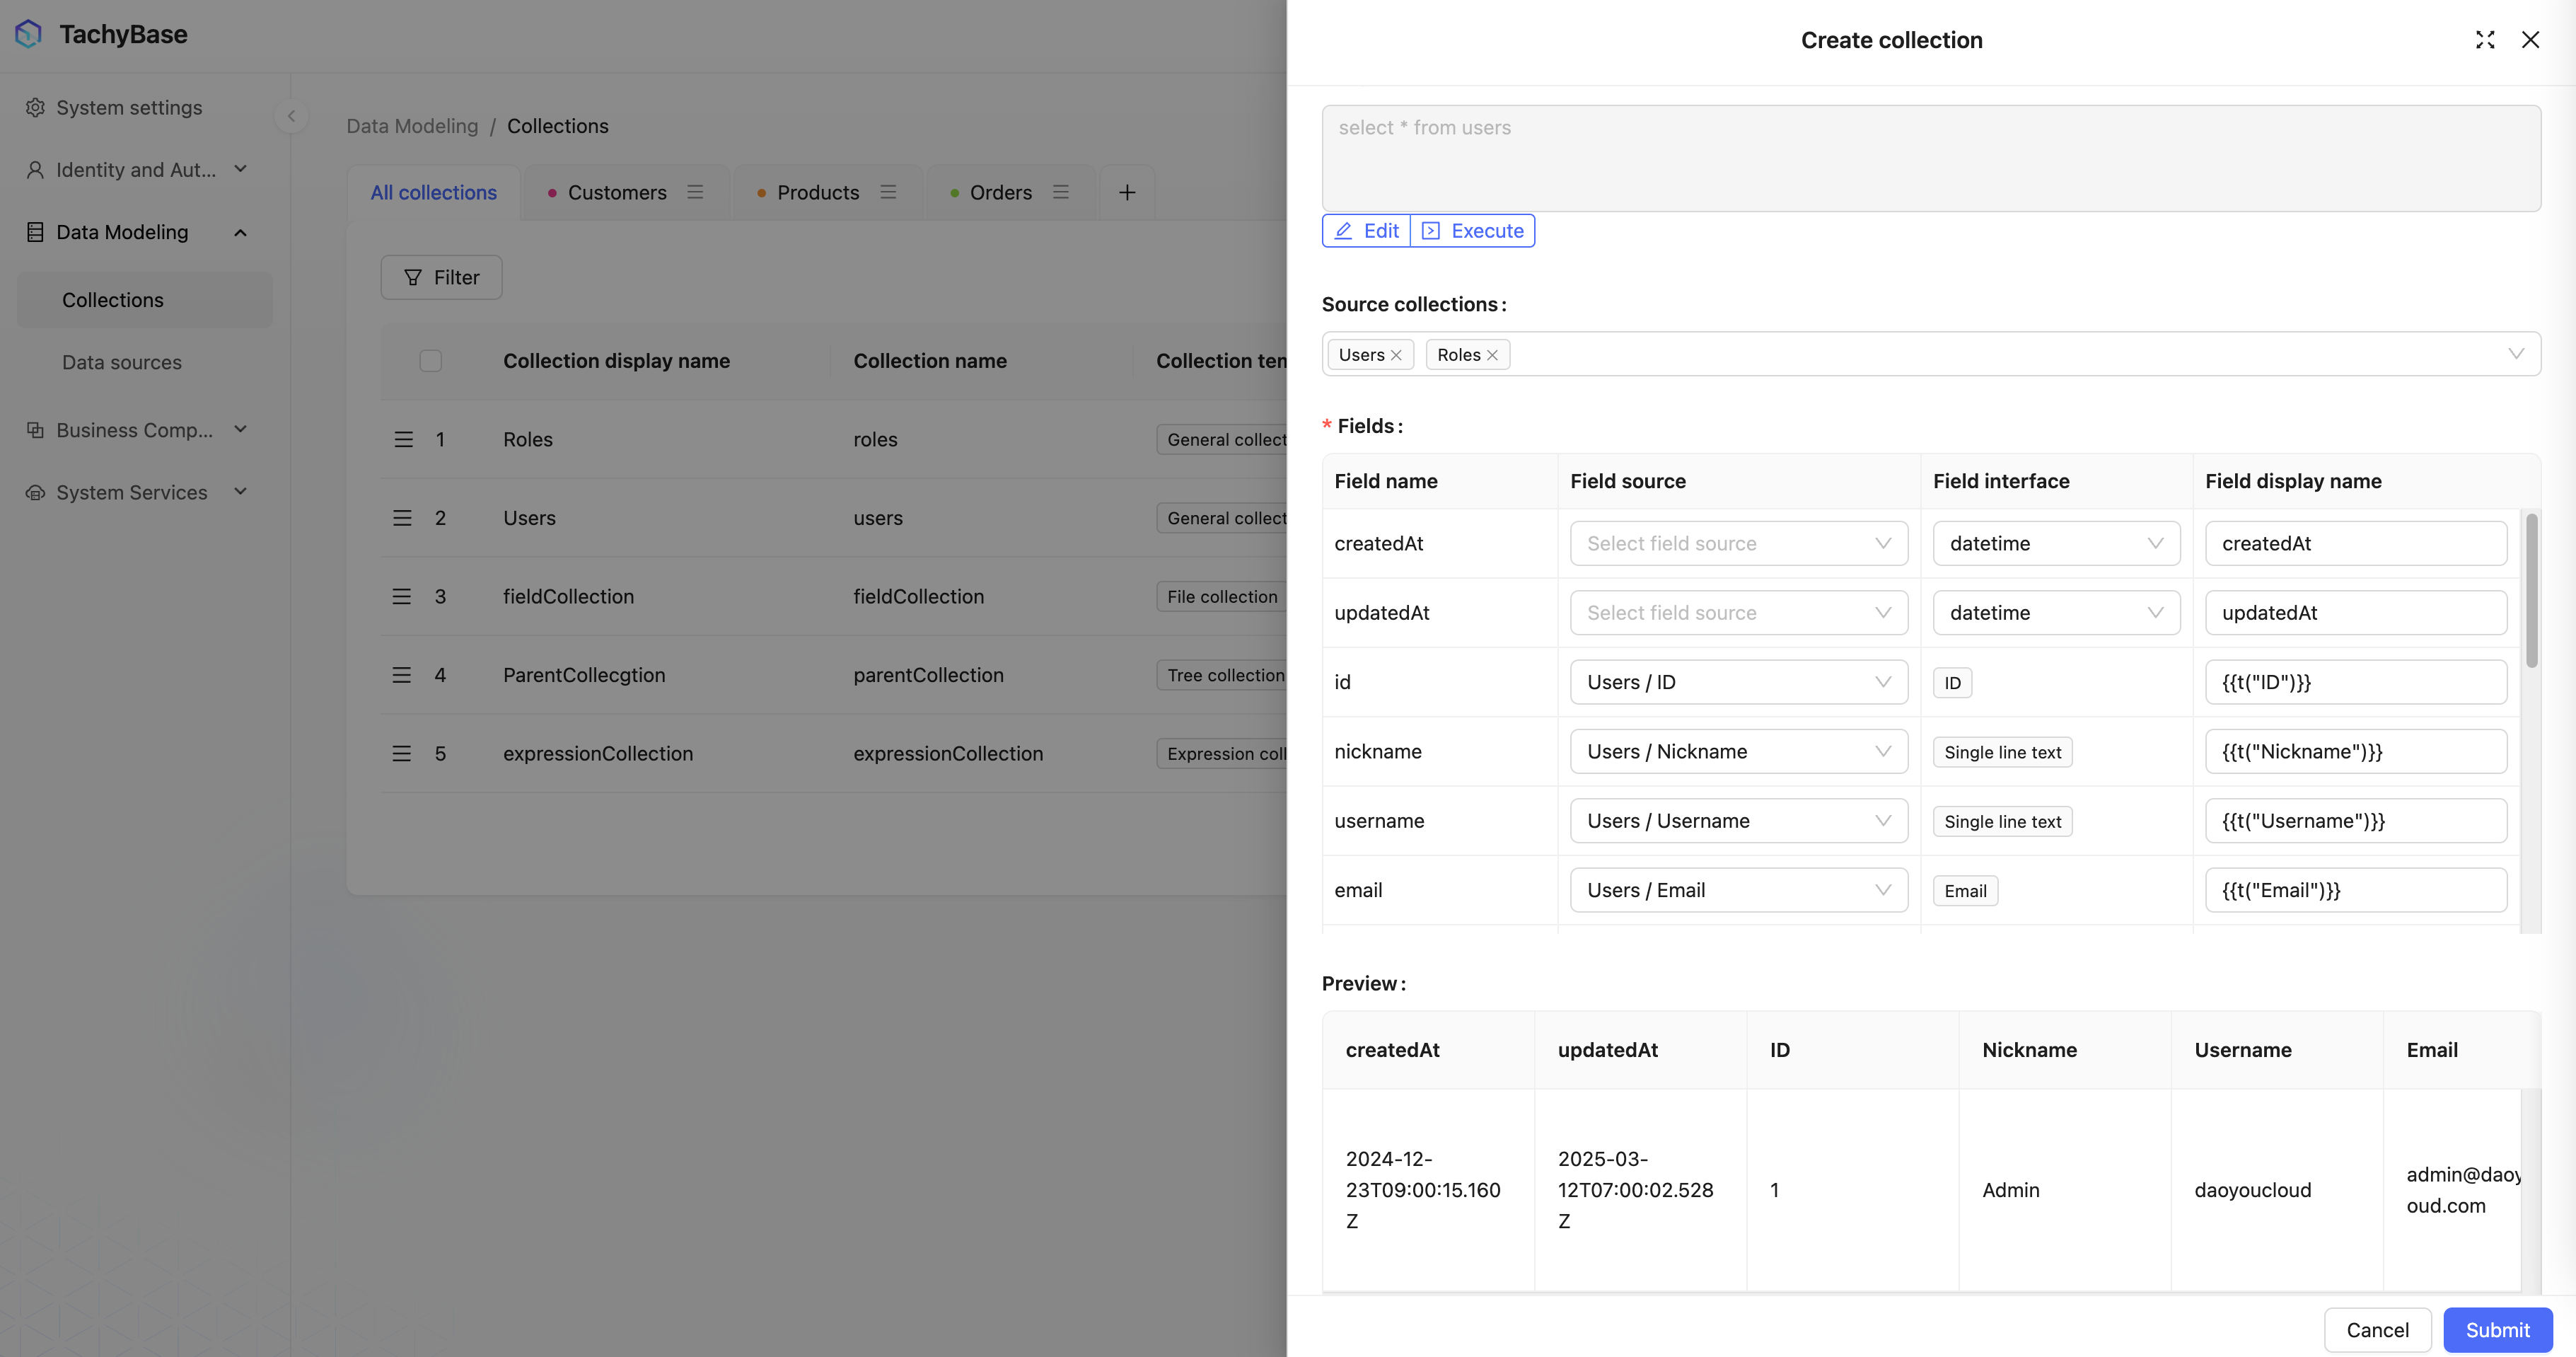 TachyBase
System settings
Identity and Aut...
Data Modeling
Collections
Data sources
Business Comp...
System Services
Data Modeling / Collections
All collections
Customers
Products
Orders
Filter
Collection display name
Collection name
Collection ten
1 Roles roles General collect
2 Users users General collect
3 fieldCollection fieldCollection File collection
4 ParentCollecgtion parentCollection Tree collection
5 expressionCollection expressionCollection Expression coll
Create collection
select * from users
Edit
Execute
Source collections :
Users
Roles
* Fields :
Field name Field source Field interface Field display name
createdAt Select field source datetime createdAt
updatedAt Select field source datetime updatedAt
id Users / ID ID {{t("ID")}}
nickname Users / Nickname Single line text {{t("Nickname")}}
username Users / Username Single line text {{t("Username")}}
email Users / Email Email {{t("Email")}}
Preview :
createdAt updatedAt ID Nickname Username Email
2024-12-
23T09:00:15.160
Z
2025-03-
12T07:00:02.528
Z
1
Admin
daoyoucloud
admin@daoy
oud.com
Cancel
Submit